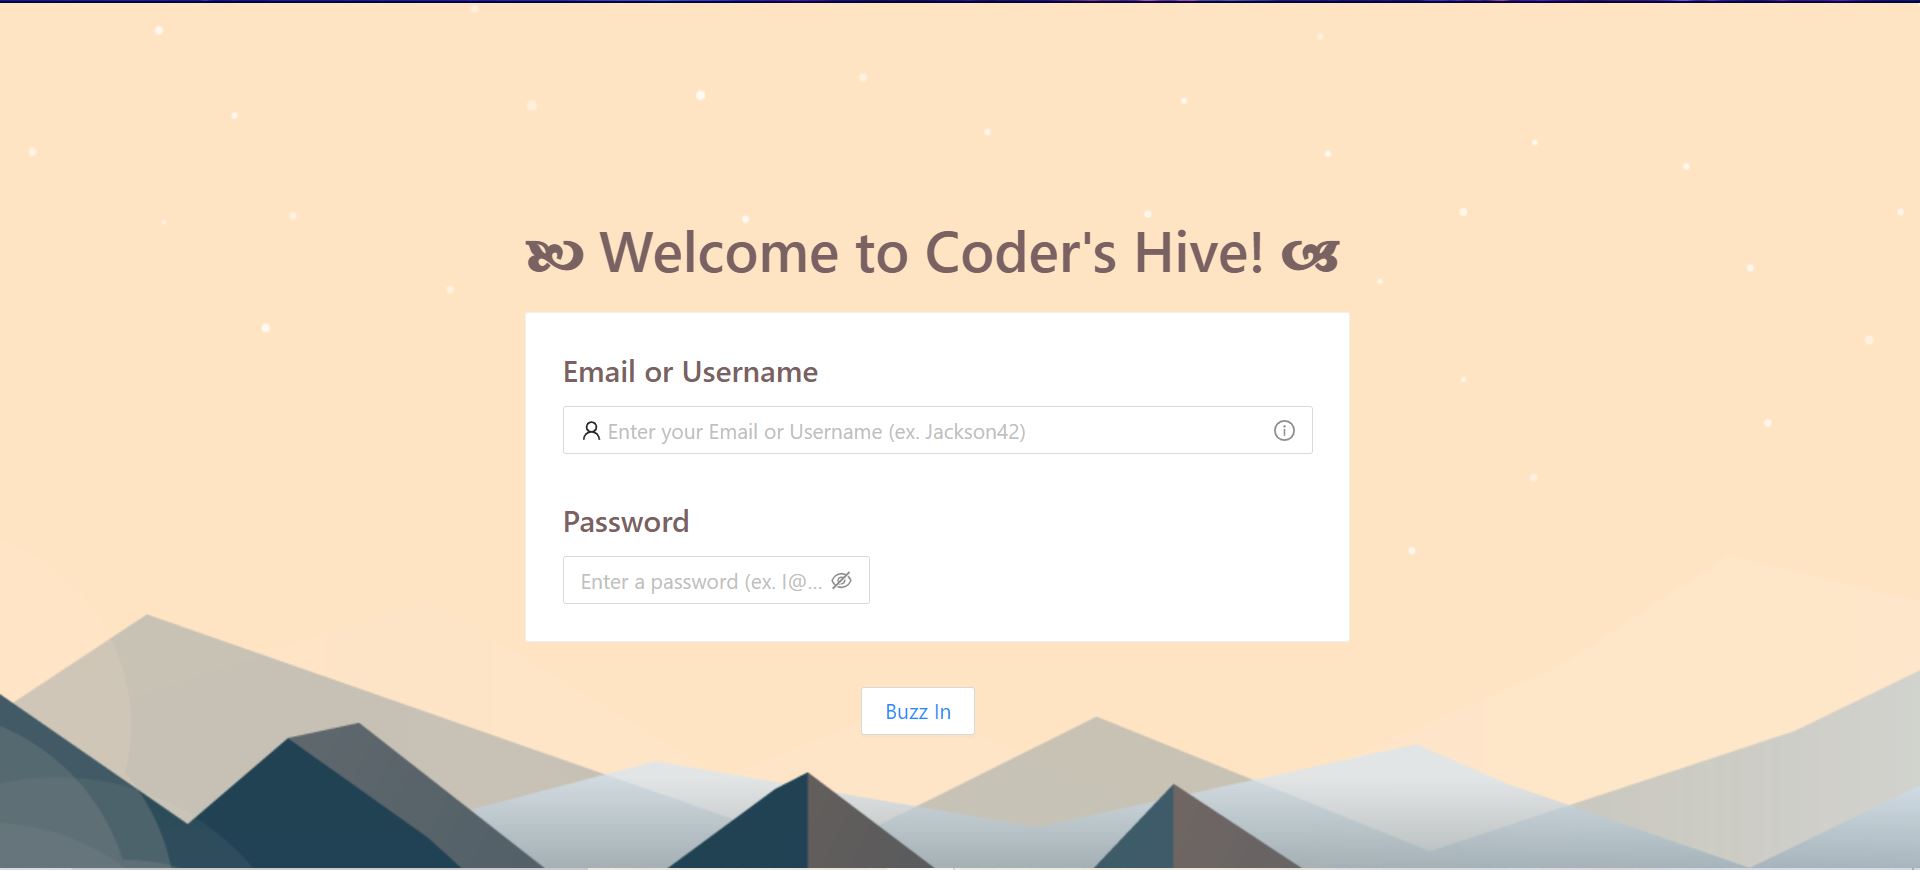 Welcome to Coder's Hive!
Email or Username
Enter your Email or Username (ex. Jackson42)
Password
Enter a password (ex. I@...
Buzz In